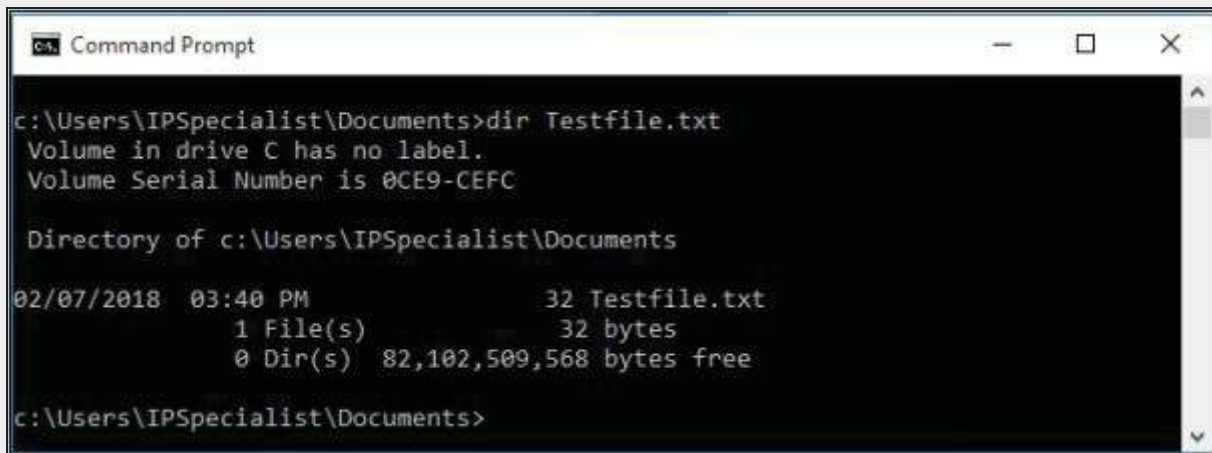 Command Prompt
c:\Users\IPSpecialist\Documents>dir Testfile.txt
Volume in drive C has no label.
Volume Serial Number is 0CE9-CEFC
Directory of c:\Users\IPSpecialist\Documents
02/07/2018 03:40 PM 32 Testfile.txt
1 File(s) 32 bytes
0 Dir(s) 82,102,509,568 bytes free
c:\Users\IPSpecialist\Documents>